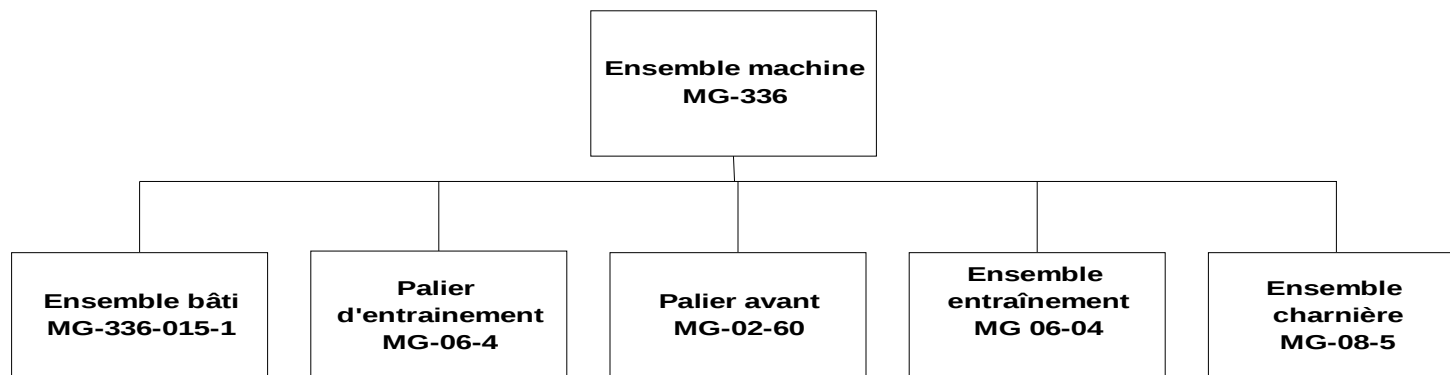 Ensemble machine
MG-336
Ensemble bâti
MG-336-015-1
Palier
d'entrainement
MG-06-4
Palier avant
MG-02-60
Ensemble
entraînement
MG 06-04
Ensemble
charnière
MG-08-5